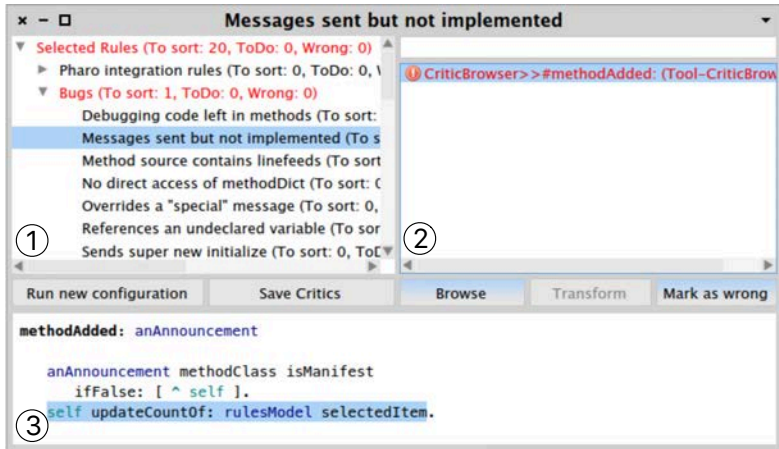 Messages sent but not implemented
Selected Rules (To sort: 20, ToDo: 0, Wrong: 0)
Pharo integration rules (To sort: 0, ToDo: 0, \
Bugs (To sort: 1, ToDo: 0, Wrong: 0)
Debugging code left in methods (To sort:
Messages sent but not implemented (To s
Method source contains linefeeds (To sort
No direct access of methodDict (To sort: 0
Overrides a "special" message (To sort: 0,
References an undeclared variable (To sor
Sends super new initialize (To sort: 0, ToD
1
CriticBrowser>>#methodAdded: (Tool-CriticBrow
2
Run new configuration
Save Critics
Browse
Transform
Mark as wrong
methodAdded: anAnnouncement
anAnnouncement methodClass isManifest
ifFalse: [ ^ self ].
self updateCountOf: rulesModel selectedItem.
3